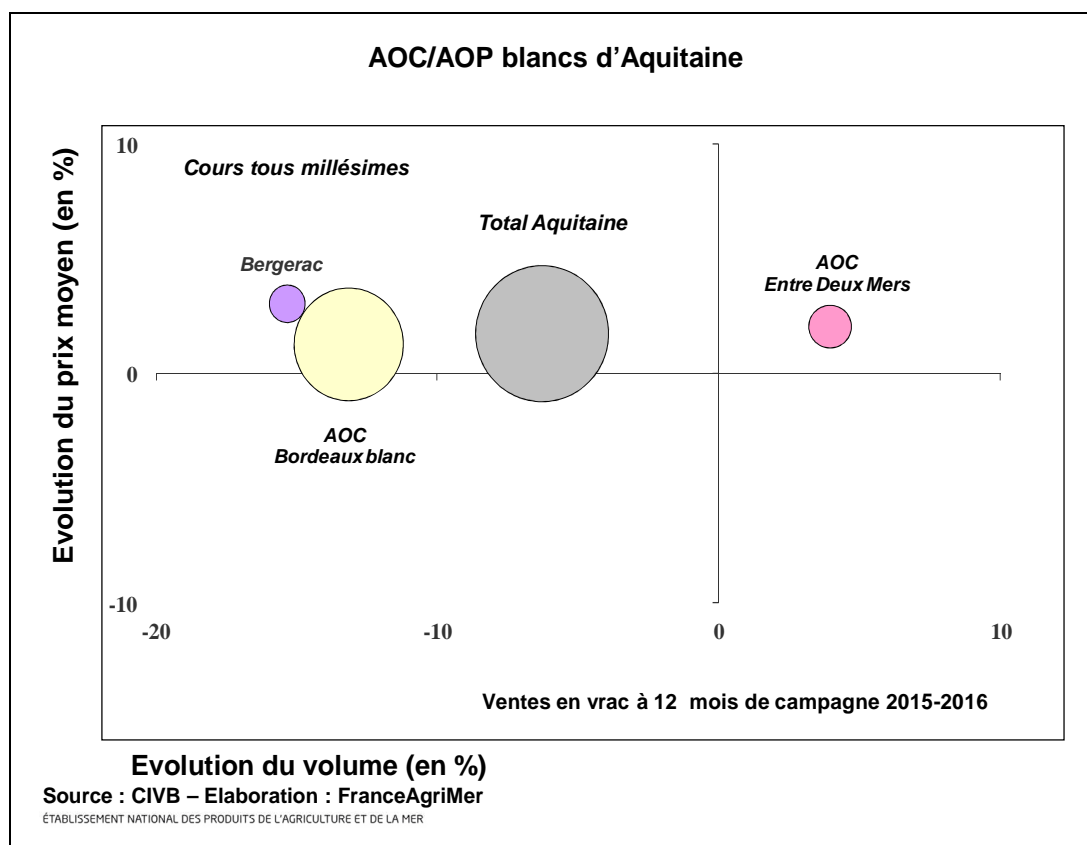 AOC/AOP blancs d'Aquitaine
Evolution du prix moyen (en %)
10
Cours tous millésimes
Total Aquitaine
Bergerac
AOC
Entre Deux Mers
0
AOC
Bordeaux blanc
-10
-20
-10
0
10
Ventes en vrac à 12 mois de campagne 2015-2016
Evolution du volume (en %)
Source : CIVB – Elaboration : FranceAgriMer
ÉTABLISSEMENT NATIONAL DES PRODUITS DE L'AGRICULTURE ET DE LA MER